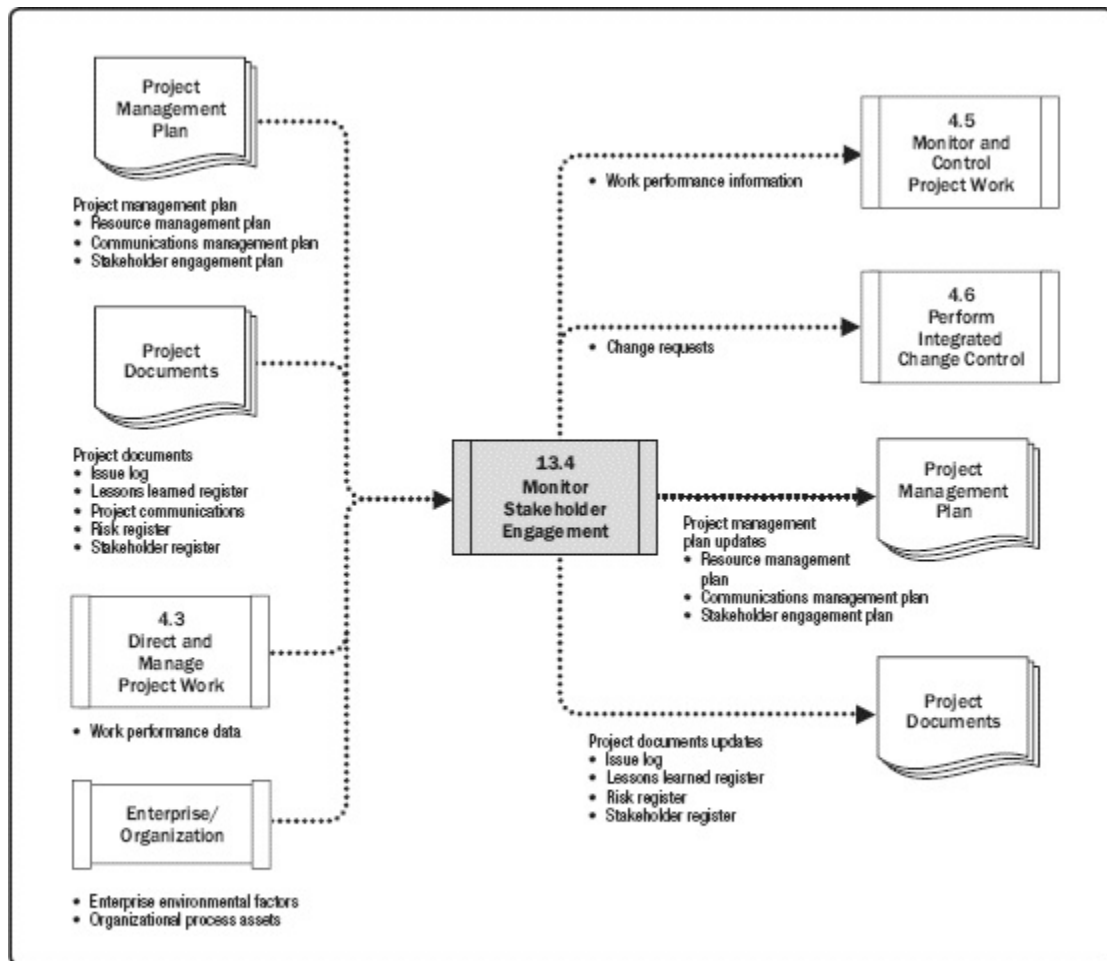 Project
Management
Plan
Project management plan
• Resource management plan
• Communications management plan
• Stakeholder engagement plan
Project
Documents
Project documents
• Issue log
• Lessons learned register
• Project communications
• Risk register
• Stakeholder register
4.3
Direct and
Manage
Project Work
• Work performance data
Enterprise/
Organization
• Enterprise environmental factors
• Organizational process assets
13.4
Monitor
Stakeholder
Engagement
• Work performance information
4.5
Monitor and
Control
Project Work
• Change requests
4.6
Perform
Integrated
Change Control
Project management
plan updates
• Resource management
plan
• Communications management plan
• Stakeholder engagement plan
Project
Management
Plan
Project documents updates
• Issue log
• Lessons learned register
• Risk register
• Stakeholder register
Project
Documents